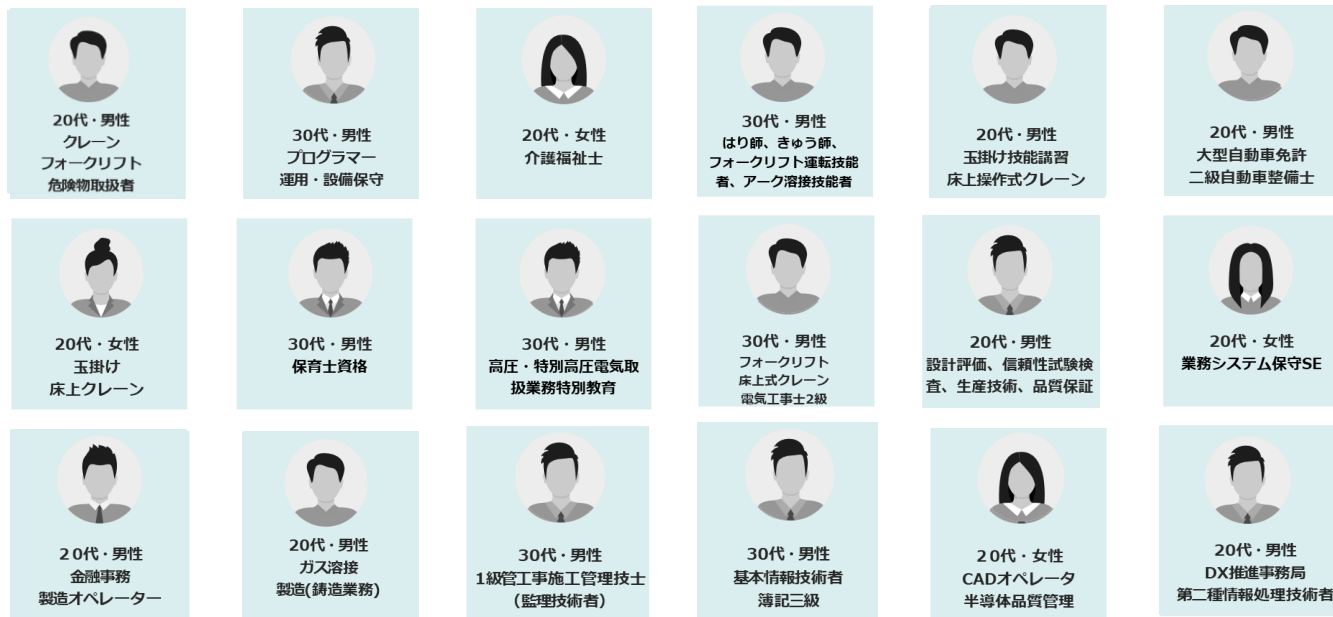 20代・男性
クレーン
フォークリフト
危険物取扱者
30代・男性
プログラマー
運用・設備保守
20代・女性
介護福祉士
30代・男性
はり師、きゅう師、
フォークリフト運転技能
者、アーク溶接技能者
20代・男性
玉掛け技能講習
床上操作式クレーン
20代・男性
大型自動車免許
二級自動車整備士
20代・女性
玉掛け
床上クレーン
30代・男性
保育士資格
30代・男性
高圧・特別高圧電気取
扱業務特別教育
30代・男性
フォークリフト
床上式クレーン
電気工事士2級
20代・男性
設計評価、信頼性試験検
査、生産技術、品質保証
20代・女性
業務システム保守SE
２0代・男性
金融事務
製造オペレーター
20代・男性
ガス溶接
製造(鋳造業務)
30代・男性
1級管工事施工管理技士
（監理技術者）
30代・男性
基本情報技術者
簿記三級
２0代・女性
CADオペレータ
半導体品質管理
20代・男性
DX推進事務局
第二種情報処理技術者